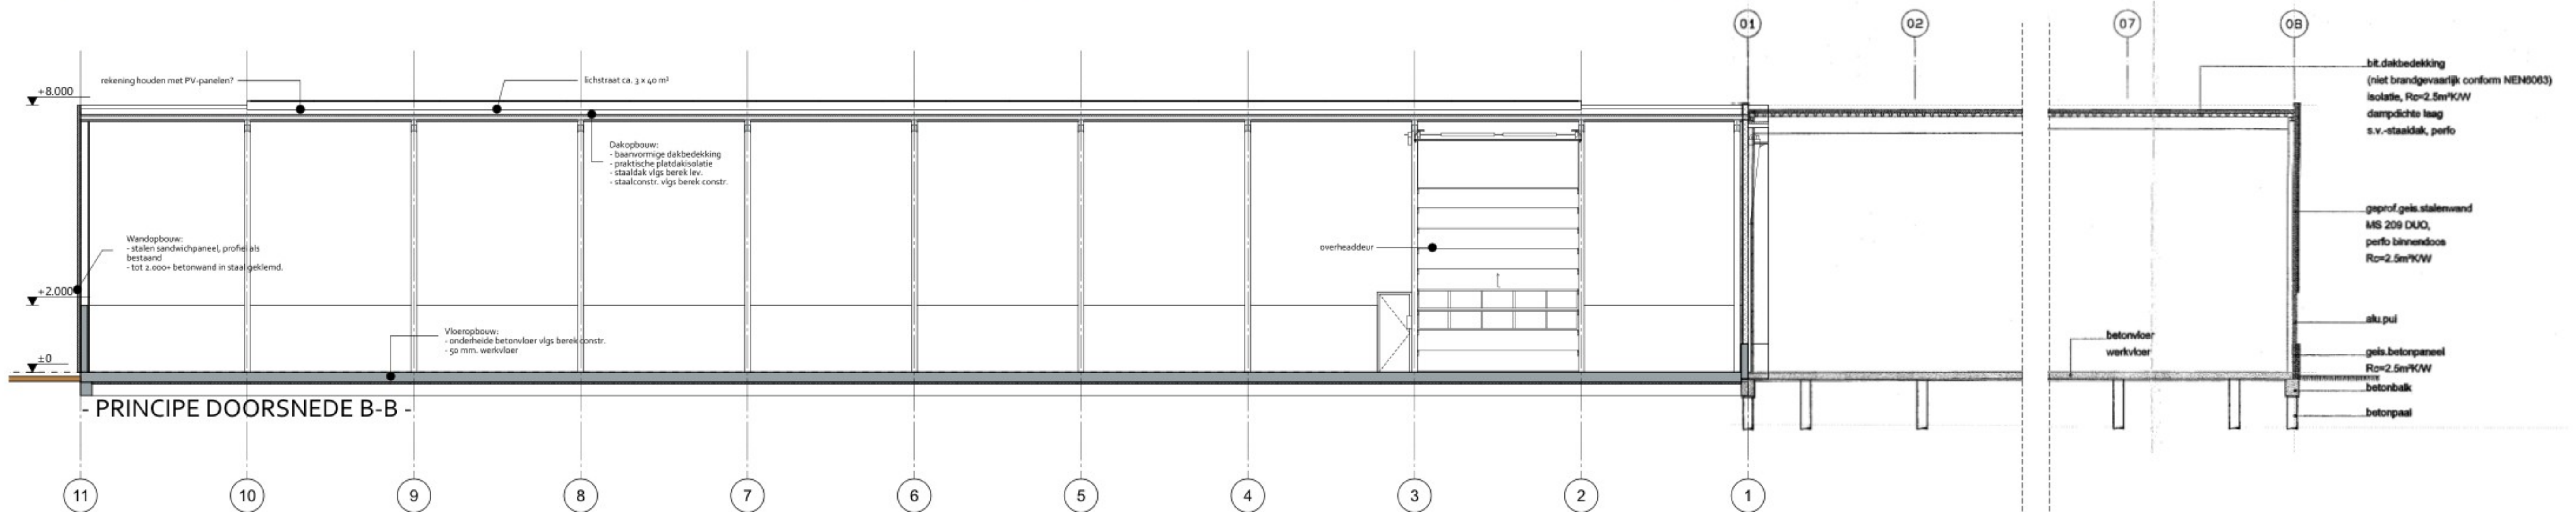 01
02
07
08
rekening houden met PV-panelen?
lichstraat ca. 3 x 40 m²
+8.000
bit.dakbedekking
(niet brandgevaarlijk conform NEN6063)
isolatie, Rc=2.5m²K/W
dampdichte laag
s.v.-staaldak, perfo
Dakopbouw:
- baanvormige dakbedekking
- praktische platdakisolatie
- staaldak vlgs berek lev.
- staalconstr. vlgs berek constr.
geprof.geis.stalenwand
MS 209 DUO,
perfo binnendoos
Rc=2.5m²K/W
Wandopbouw:
- stalen sandwichpaneel, profiel als
bestaand
- tot 2.000+ betonwand in staal geklemd.
overheaddeur
+2.000
alu.pui
Vloeropbouw:
- onderheide betonvloer vlgs berek constr.
- 50 mm. werkvloer
betonvloer
werkvloer
±0
geis.betonpaneel
Rc=2.5m²K/W
betonbalk
betonpaal
- PRINCIPE DOORSNEDE B-B -
11
10
9
8
7
6
5
4
3
2
1